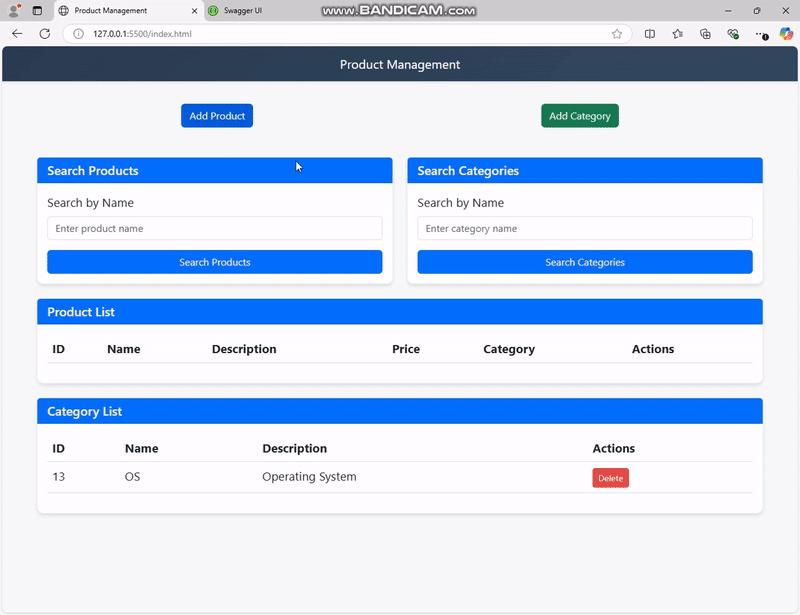 Product Management
Swagger UI
www.BANDICAM.com
127.0.0.1:5500/index.html
Product Management
Add Product
Add Category
Search Products
Search Categories
Search by Name
Search by Name
Enter product name
Enter category name
Search Products
Search Categories
Product List
ID Name Description Price Category Actions
Category List
ID Name Description Actions
13 OS Operating System Delete